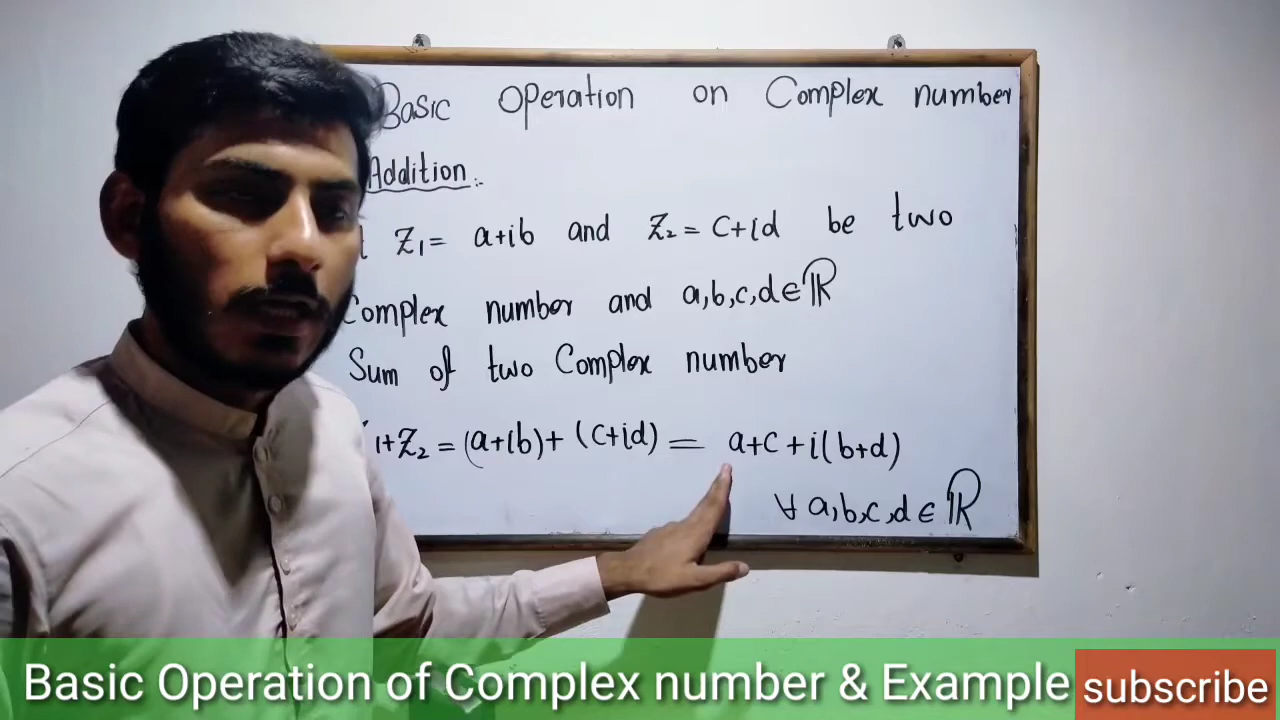 Basic Operation on Complex number
Addition:
Z₁ = a+ib and Z₂ = C+id be two
Complex number and a,b,c,d ∈ ℝ
Sum of two Complex number
₁+Z₂ = (a+ib)+(c+id) = a+c+i(b+d)
∀ a,b,c,d ∈ ℝ
Basic Operation of Complex number & Example
subscribe